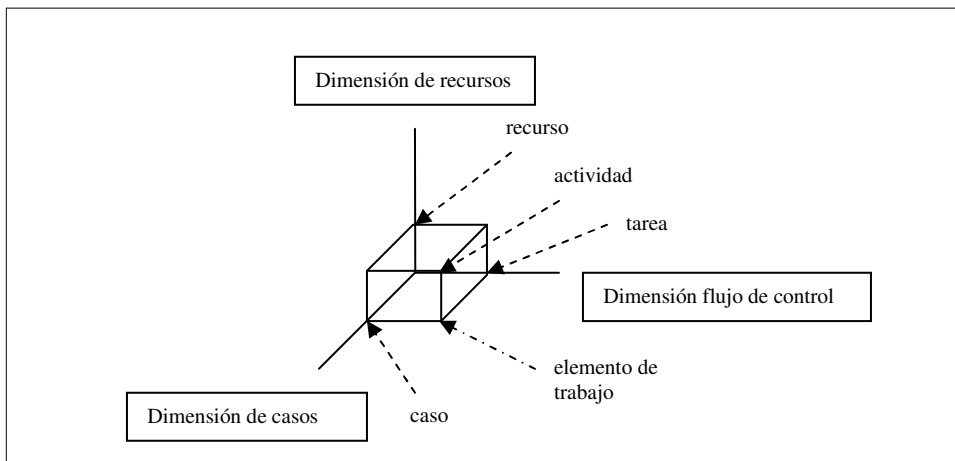 Dimensión de recursos
recurso
actividad
tarea
Dimensión flujo de control
elemento de
trabajo
caso
Dimensión de casos